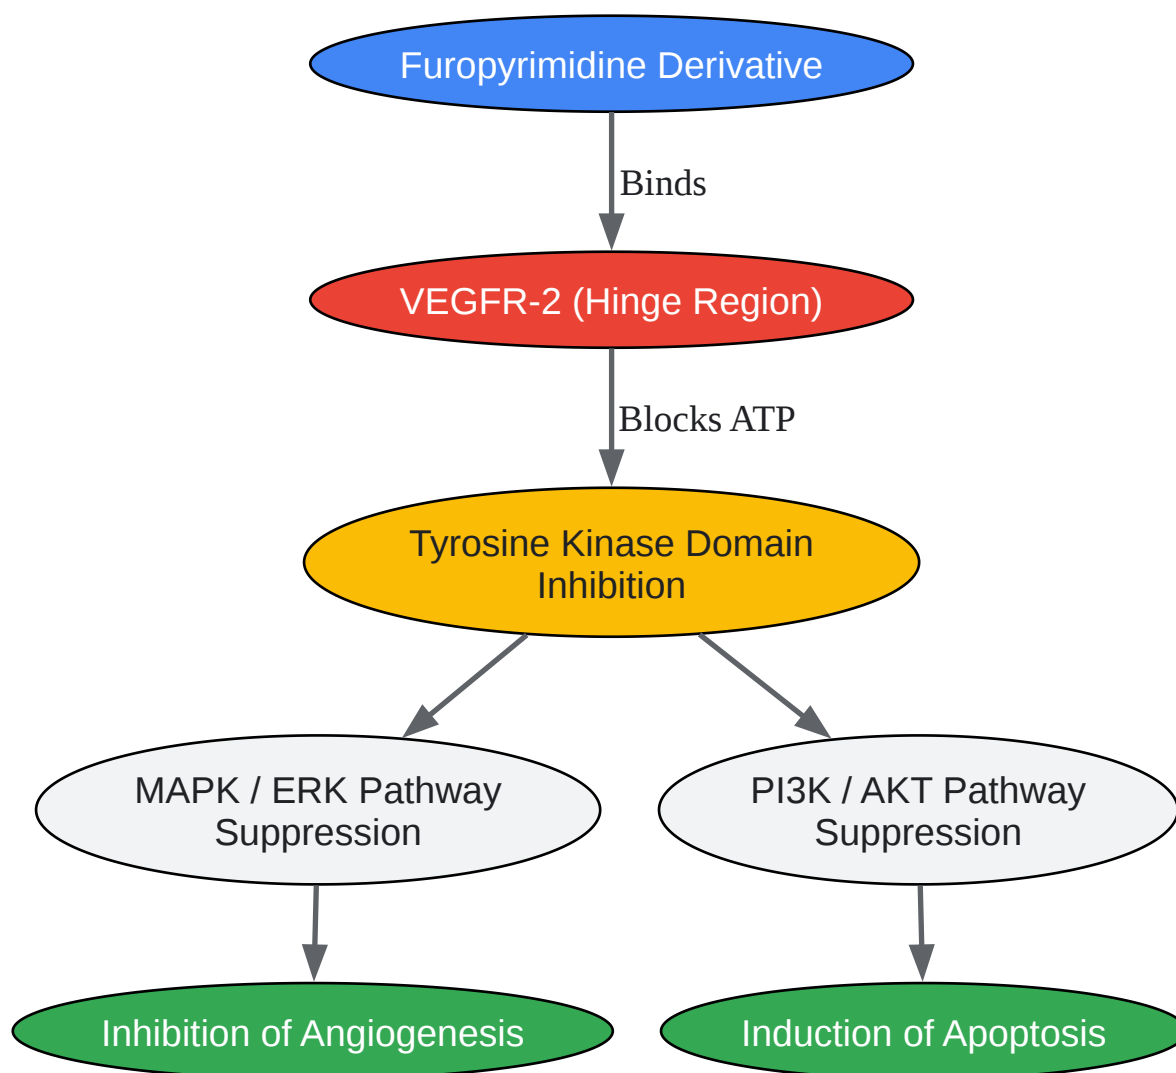 Furopyrimidine Derivative
Binds
VEGFR-2 (Hinge Region)
Blocks ATP
Tyrosine Kinase Domain
Inhibition
MAPK / ERK Pathway
Suppression
PI3K / AKT Pathway
Suppression
Inhibition of Angiogenesis
Induction of Apoptosis